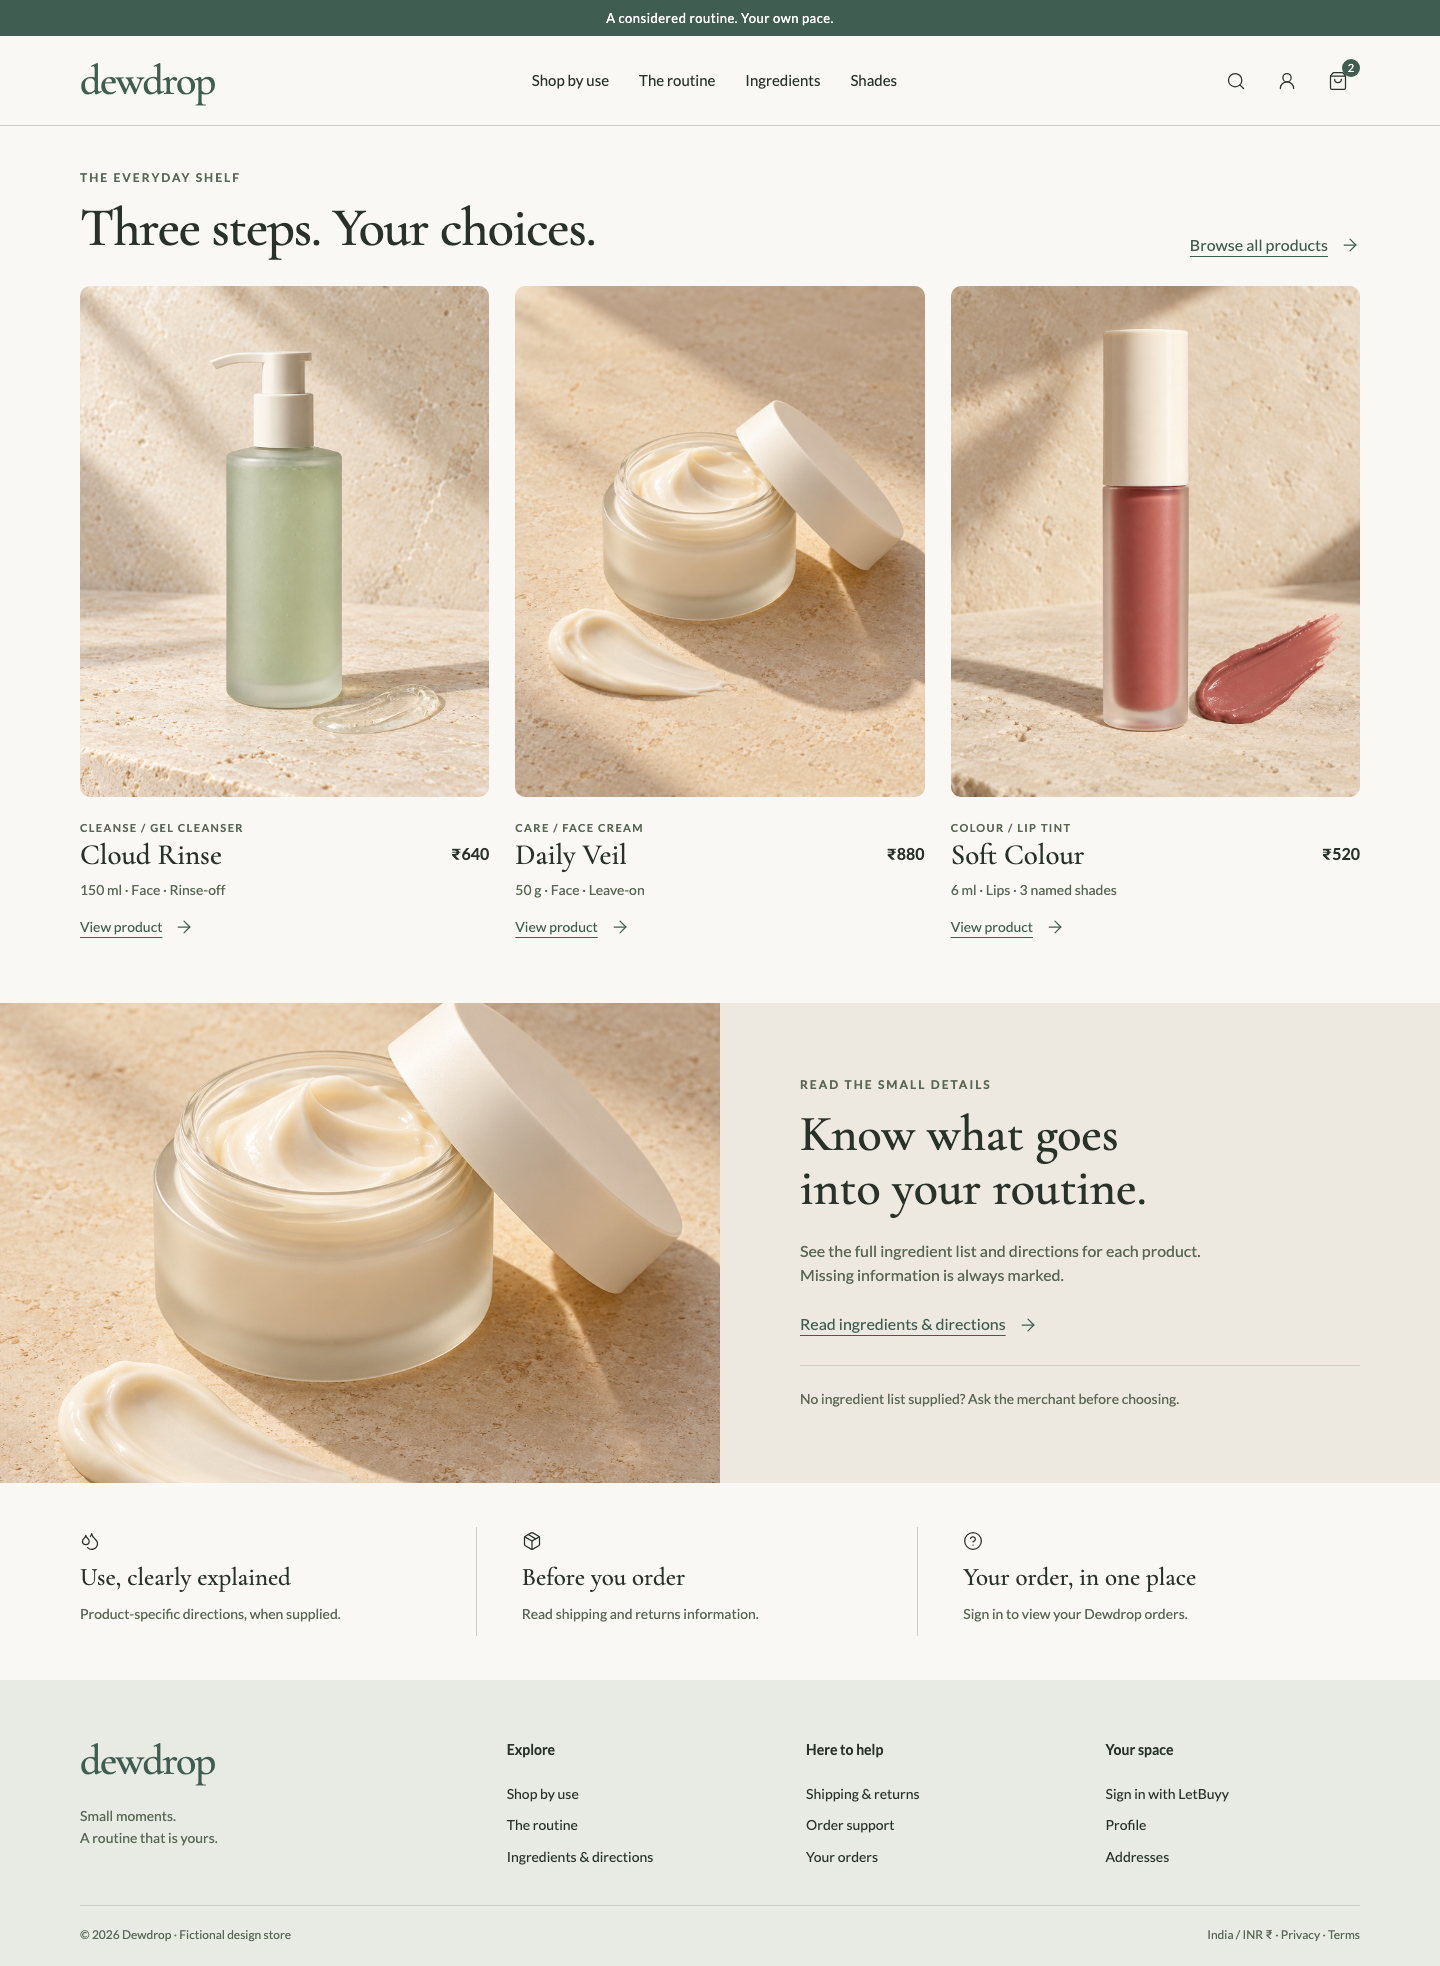 A considered routine. Your own pace.
dewdrop
Shop by use
The routine
Ingredients
Shades
2
THE EVERYDAY SHELF
Three steps. Your choices.
Browse all products
CLEANSE / GEL CLEANSER
Cloud Rinse
₹640
150 ml · Face · Rinse-off
View product
CARE / FACE CREAM
Daily Veil
₹880
50 g · Face · Leave-on
View product
COLOUR / LIP TINT
Soft Colour
₹520
6 ml · Lips · 3 named shades
View product
READ THE SMALL DETAILS
Know what goes
into your routine.
See the full ingredient list and directions for each product.
Missing information is always marked.
Read ingredients & directions
No ingredient list supplied? Ask the merchant before choosing.
Use, clearly explained
Product-specific directions, when supplied.
Before you order
Read shipping and returns information.
Your order, in one place
Sign in to view your Dewdrop orders.
dewdrop
Small moments.
A routine that is yours.
Explore
Shop by use
The routine
Ingredients & directions
Here to help
Shipping & returns
Order support
Your orders
Your space
Sign in with LetBuyy
Profile
Addresses
© 2026 Dewdrop · Fictional design store
India / INR ₹ · Privacy · Terms